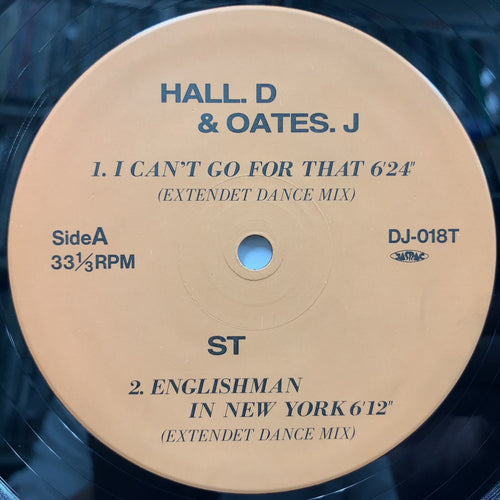 HALL. D
& OATES. J
1. I CAN'T GO FOR THAT 6'24"
(EXTENDET DANCE MIX)
SideA
33⅓RPM
DJ-018T
JASRAC
ST
2. ENGLISHMAN
IN NEW YORK 6'12"
(EXTENDET DANCE MIX)